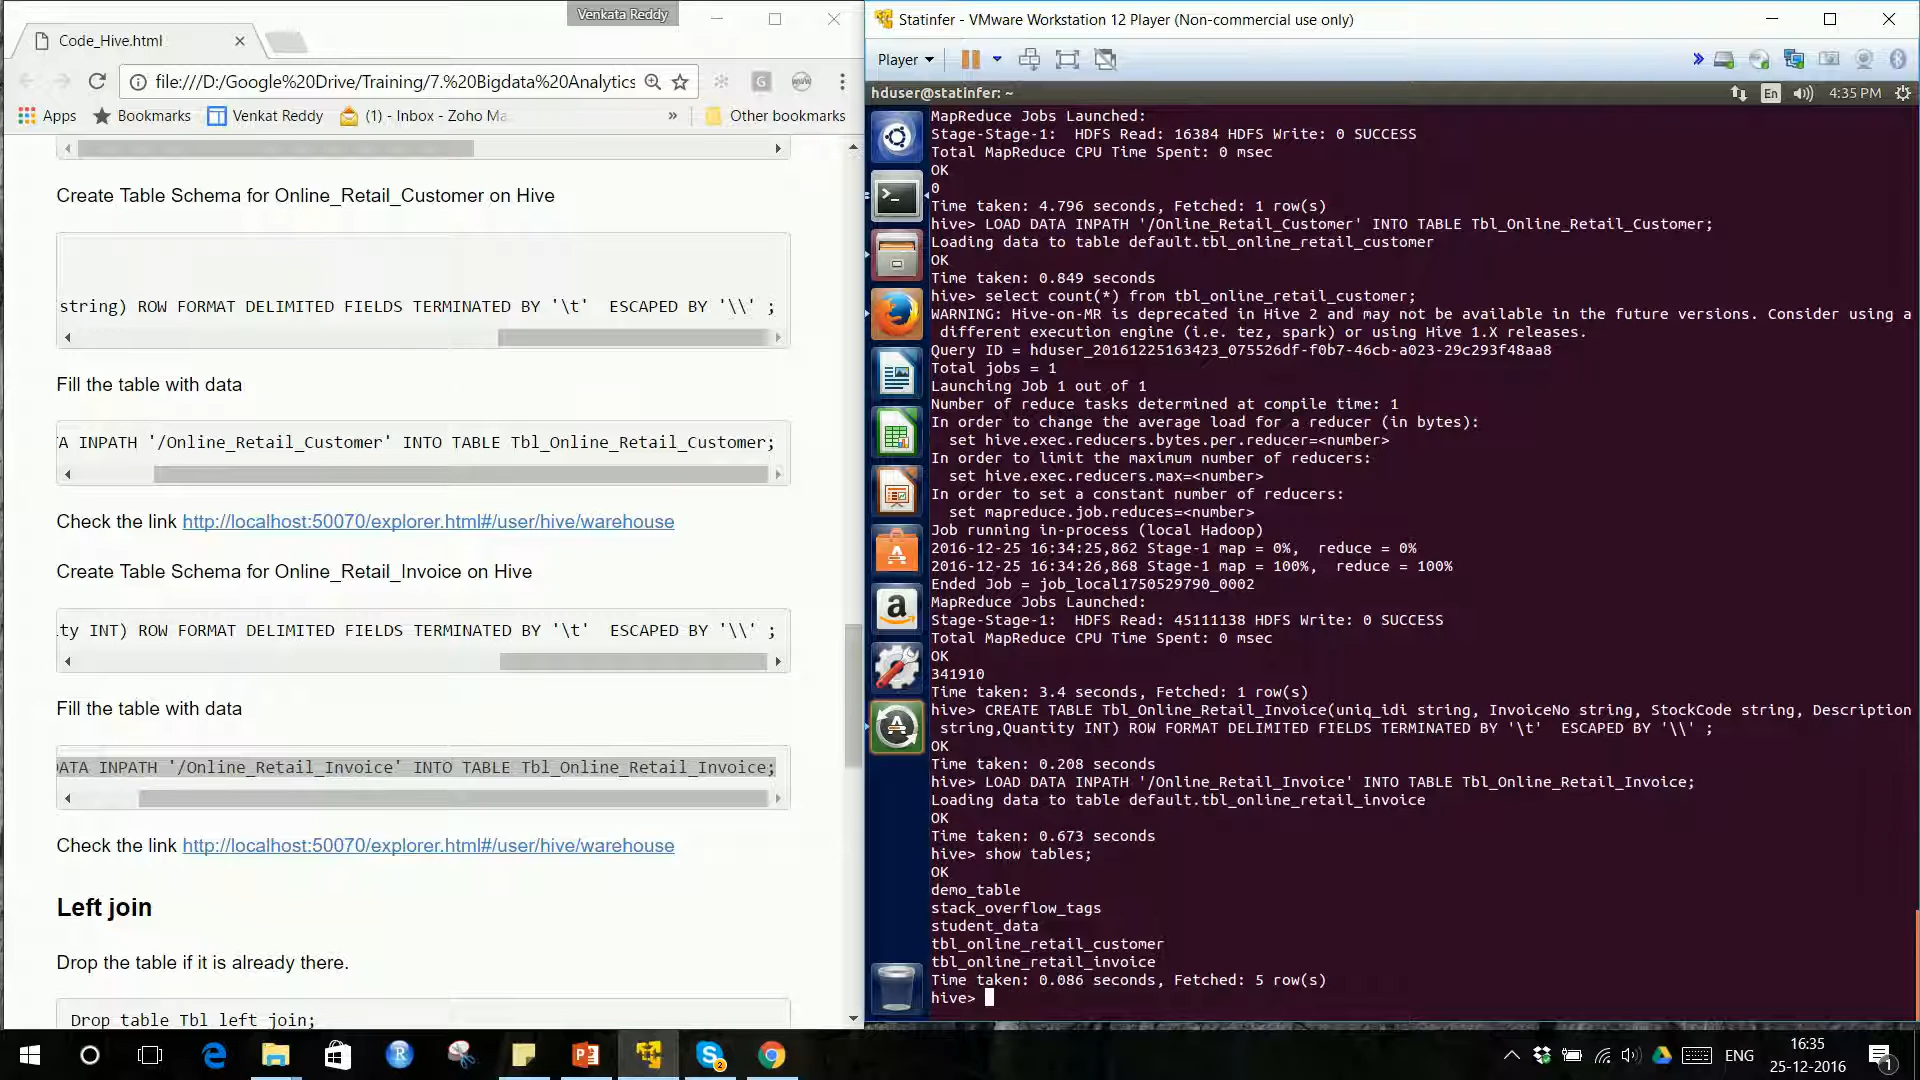 Venkata Reddy
Code_Hive.html
file:///D:/Google%20Drive/Training/7.%20Bigdata%20Analytics
Apps
Bookmarks
Venkat Reddy
(1) - Inbox - Zoho Ma
»
Other bookmarks
Create Table Schema for Online_Retail_Customer on Hive
string) ROW FORMAT DELIMITED FIELDS TERMINATED BY '\t'  ESCAPED BY '\\' ;
Fill the table with data
A INPATH '/Online_Retail_Customer' INTO TABLE Tbl_Online_Retail_Customer;
Check the link http://localhost:50070/explorer.html#/user/hive/warehouse
Create Table Schema for Online_Retail_Invoice on Hive
ty INT) ROW FORMAT DELIMITED FIELDS TERMINATED BY '\t'  ESCAPED BY '\\' ;
Fill the table with data
DATA INPATH '/Online_Retail_Invoice' INTO TABLE Tbl_Online_Retail_Invoice;
Check the link http://localhost:50070/explorer.html#/user/hive/warehouse
Left join
Drop the table if it is already there.
Drop table Tbl_left_join;
Statinfer - VMware Workstation 12 Player (Non-commercial use only)
Player
hduser@statinfer: ~
En
4:35 PM
MapReduce Jobs Launched:
Stage-Stage-1:  HDFS Read: 16384 HDFS Write: 0 SUCCESS
Total MapReduce CPU Time Spent: 0 msec
OK
0
Time taken: 4.796 seconds, Fetched: 1 row(s)
hive> LOAD DATA INPATH '/Online_Retail_Customer' INTO TABLE Tbl_Online_Retail_Customer;
Loading data to table default.tbl_online_retail_customer
OK
Time taken: 0.849 seconds
hive> select count(*) from tbl_online_retail_customer;
WARNING: Hive-on-MR is deprecated in Hive 2 and may not be available in the future versions. Consider using a
different execution engine (i.e. tez, spark) or using Hive 1.X releases.
Query ID = hduser_20161225163423_075526df-f0b7-46cb-a023-29c293f48aa8
Total jobs = 1
Launching Job 1 out of 1
Number of reduce tasks determined at compile time: 1
In order to change the average load for a reducer (in bytes):
set hive.exec.reducers.bytes.per.reducer=<number>
In order to limit the maximum number of reducers:
set hive.exec.reducers.max=<number>
In order to set a constant number of reducers:
set mapreduce.job.reduces=<number>
Job running in-process (local Hadoop)
2016-12-25 16:34:25,862 Stage-1 map = 0%,  reduce = 0%
2016-12-25 16:34:26,868 Stage-1 map = 100%,  reduce = 100%
Ended Job = job_local1750529790_0002
MapReduce Jobs Launched:
Stage-Stage-1:  HDFS Read: 45111138 HDFS Write: 0 SUCCESS
Total MapReduce CPU Time Spent: 0 msec
OK
341910
Time taken: 3.4 seconds, Fetched: 1 row(s)
hive> CREATE TABLE Tbl_Online_Retail_Invoice(uniq_idi string, InvoiceNo string, StockCode string, Description
string,Quantity INT) ROW FORMAT DELIMITED FIELDS TERMINATED BY '\t'  ESCAPED BY '\\' ;
OK
Time taken: 0.208 seconds
hive> LOAD DATA INPATH '/Online_Retail_Invoice' INTO TABLE Tbl_Online_Retail_Invoice;
Loading data to table default.tbl_online_retail_invoice
OK
Time taken: 0.673 seconds
hive> show tables;
OK
demo_table
stack_overflow_tags
student_data
tbl_online_retail_customer
tbl_online_retail_invoice
Time taken: 0.086 seconds, Fetched: 5 row(s)
hive>
ENG
16:35
25-12-2016